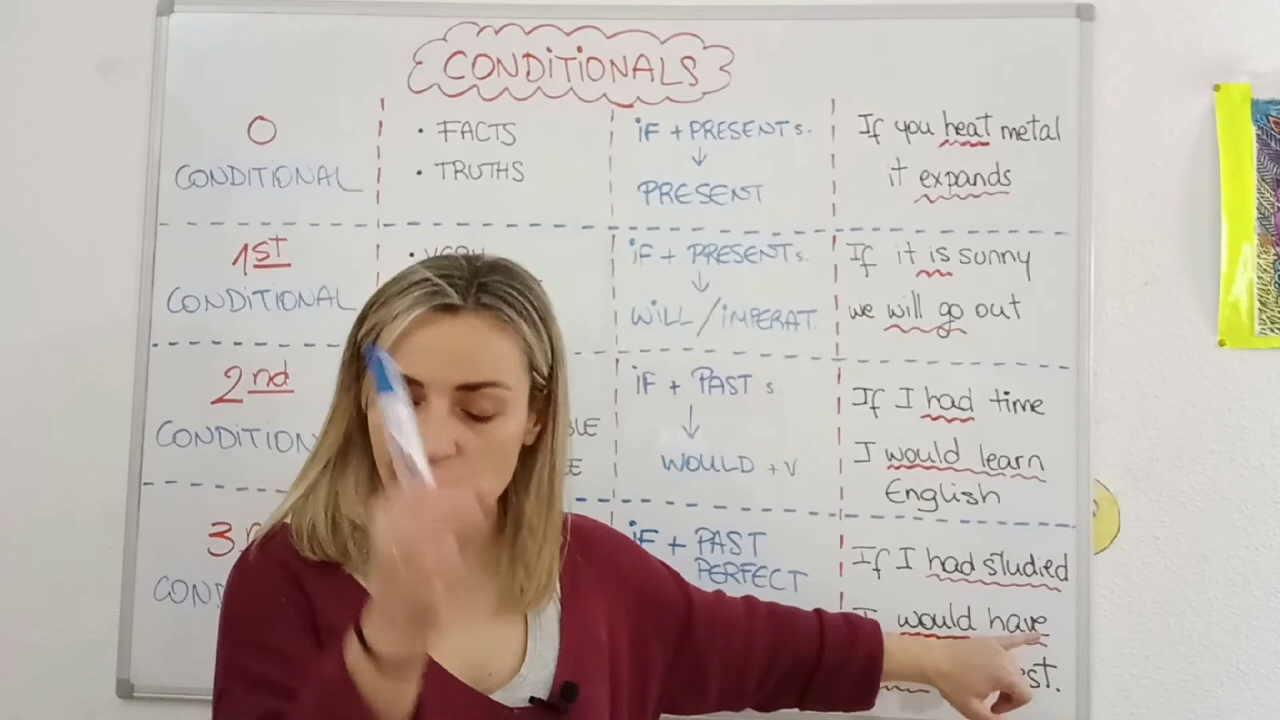 CONDITIONALS
O
CONDITIONAL
• FACTS
• TRUTHS
iF + PRESENT s.
↓
PRESENT
If you heat metal
it expands
1st
CONDITIONAL
iF + PRESENT s.
↓
WiLL / iMPERAT.
If it is sunny
we will go out
2nd
iF + PAST s
↓
WOULD + V
If I had time
I would learn
English
iF + PAST
PERFECT
If I had studied
I would have